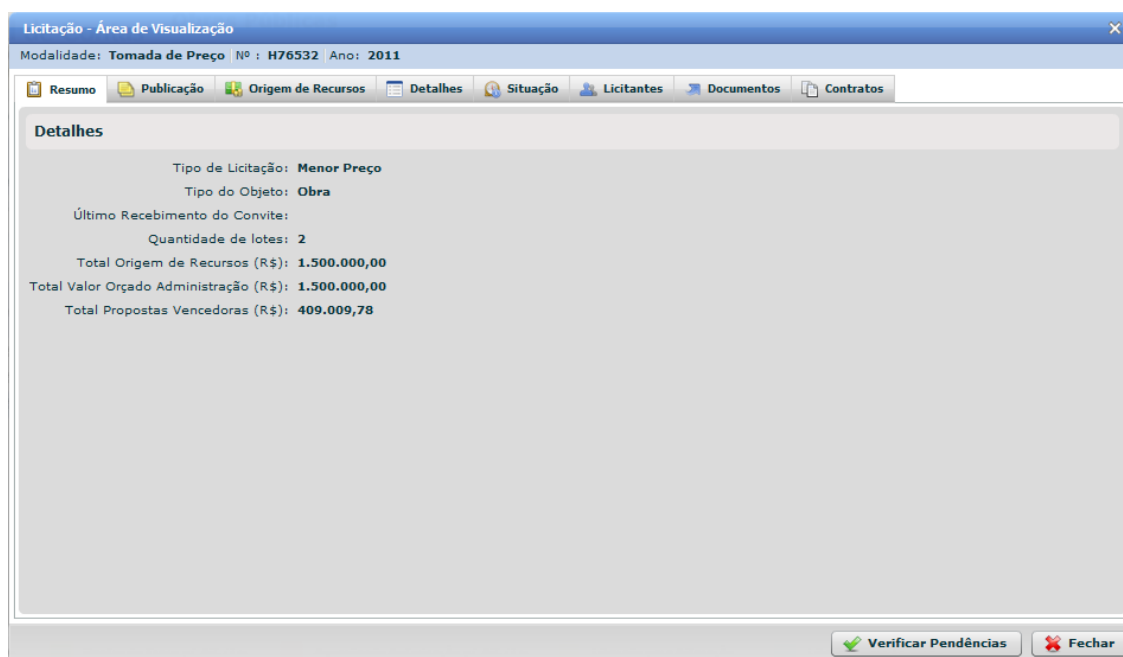 Licitação - Área de Visualização
Modalidade: Tomada de Preço Nº : H76532 Ano: 2011
Resumo Publicação Origem de Recursos Detalhes Situação Licitantes Documentos Contratos
Detalhes
Tipo de Licitação: Menor Preço
Tipo do Objeto: Obra
Último Recebimento do Convite:
Quantidade de lotes: 2
Total Origem de Recursos (R$): 1.500.000,00
Total Valor Orçado Administração (R$): 1.500.000,00
Total Propostas Vencedoras (R$): 409.009,78
Verificar Pendências Fechar